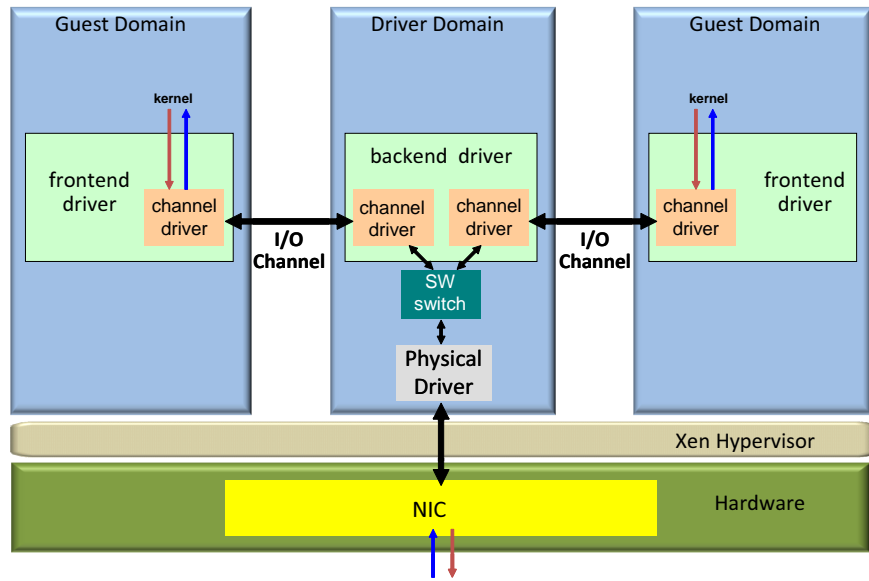 Guest Domain
Driver Domain
Guest Domain
kernel
kernel
frontend
driver
channel
driver
backend driver
channel
driver
channel
driver
channel
driver
frontend
driver
I/O
Channel
I/O
Channel
SW
switch
Physical
Driver
Xen Hypervisor
NIC
Hardware